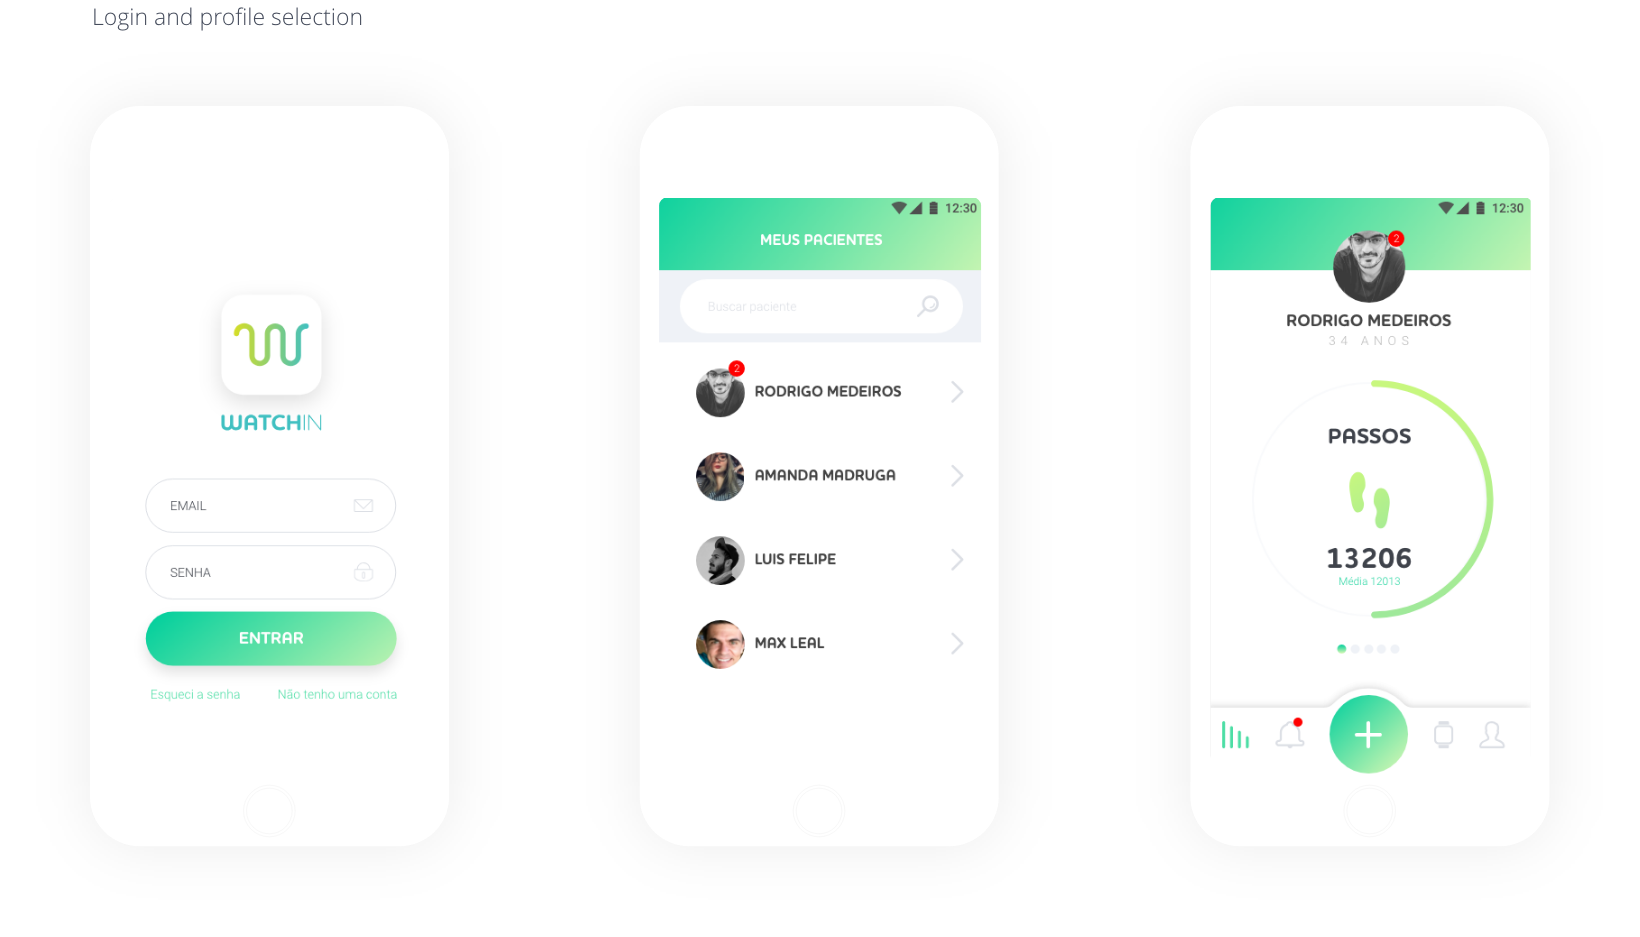 Login and profile selection
WATCHIN
EMAIL
SENHA
ENTRAR
Esqueci a senha
Não tenho uma conta
12:30
MEUS PACIENTES
Buscar paciente
2
RODRIGO MEDEIROS
AMANDA MADRUGA
LUIS FELIPE
MAX LEAL
12:30
2
RODRIGO MEDEIROS
34 ANOS
PASSOS
13206
Média 12013